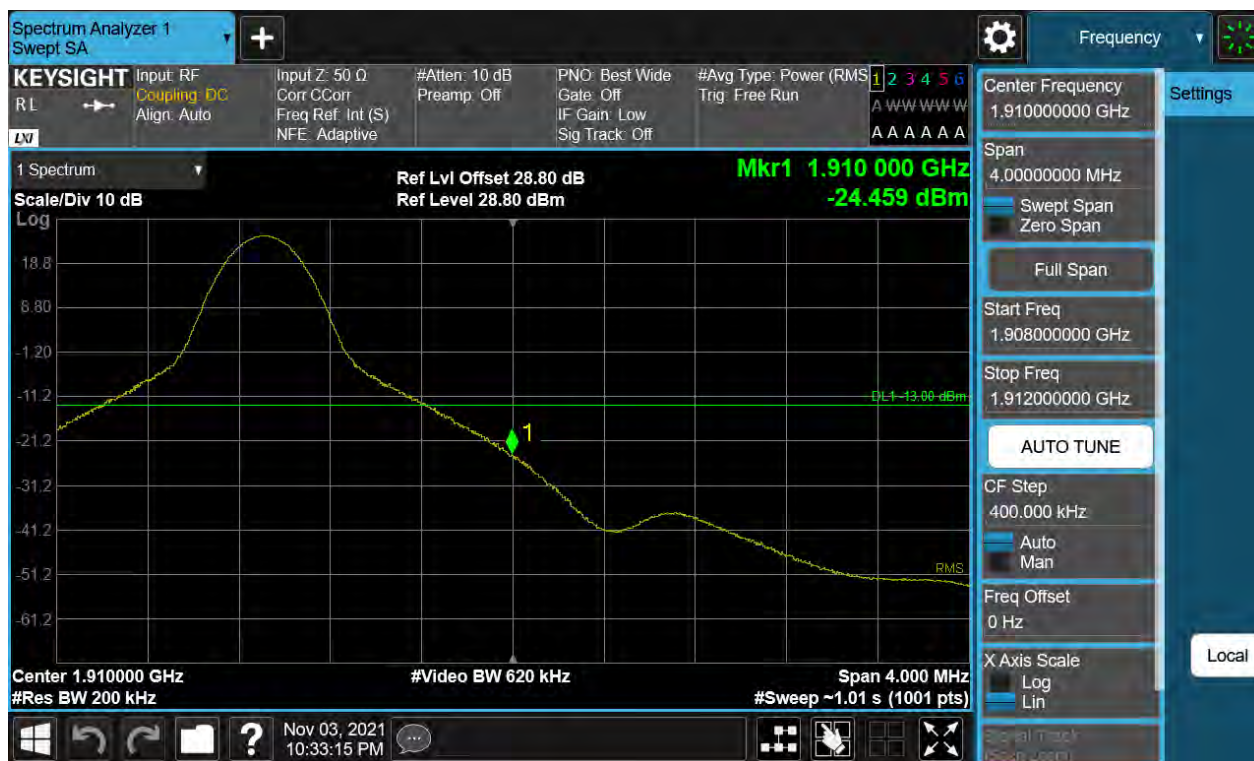 Spectrum Analyzer 1
Swept SA
+
Frequency
KEYSIGHT
R L
LXI
Input: RF
Coupling: DC
Align: Auto
Input Z: 50 Ω
Corr CCorr
Freq Ref: Int (S)
NFE: Adaptive
#Atten: 10 dB
Preamp: Off
PNO: Best Wide
Gate: Off
IF Gain: Low
Sig Track: Off
#Avg Type: Power (RMS
Trig: Free Run
1 2 3 4 5 6
A W W W W W
A A A A A A
1 Spectrum
Scale/Div 10 dB
Log
Ref Lvl Offset 28.80 dB
Ref Level 28.80 dBm
Mkr1 1.910 000 GHz
-24.459 dBm
18.8
8.80
-1.20
-11.2
-21.2
-31.2
-41.2
-51.2
-61.2
DL1 -13.00 dBm
1
RMS
Center 1.910000 GHz
#Res BW 200 kHz
#Video BW 620 kHz
Span 4.000 MHz
#Sweep ~1.01 s (1001 pts)
?
Nov 03, 2021
10:33:15 PM
Center Frequency
1.910000000 GHz
Span
4.00000000 MHz
Swept Span
Zero Span
Full Span
Start Freq
1.908000000 GHz
Stop Freq
1.912000000 GHz
AUTO TUNE
CF Step
400.000 kHz
Auto
Man
Freq Offset
0 Hz
X Axis Scale
Log
Lin
Settings
Local